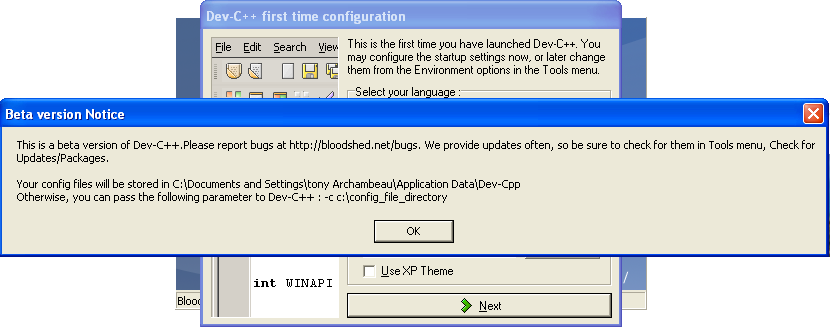 Dev-C++ first time configuration
File Edit Search View
This is the first time you have launched Dev-C++. You
may configure the startup settings now, or later change
them from the Environment options in the Tools menu.
Select your language :
Beta version Notice
This is a beta version of Dev-C++.Please report bugs at http://bloodshed.net/bugs. We provide updates often, so be sure to check for them in Tools menu, Check for
Updates/Packages.
Your config files will be stored in C:\Documents and Settings\tony Archambeau\Application Data\Dev-Cpp
Otherwise, you can pass the following parameter to Dev-C++ : -c c:\config_file_directory
OK
Use XP Theme
int WINAPI
/
Blood
Next